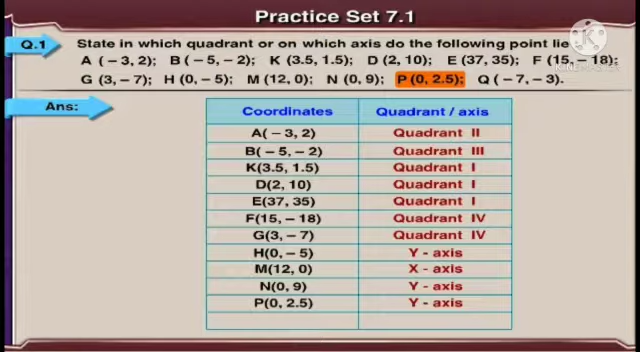 Practice Set 7.1
Q.1 State in which quadrant or on which axis do the following point lie
A (− 3, 2); B(− 5, − 2); K (3.5, 1.5); D (2, 10); E (37, 35); F (15, − 18);
G (3, − 7); H (0, − 5); M (12, 0); N (0, 9); P (0, 2.5); Q (− 7, − 3).
Ans:
Coordinates Quadrant / axis
A(− 3, 2) Quadrant II
B(− 5, − 2) Quadrant III
K(3.5, 1.5) Quadrant I
D(2, 10) Quadrant I
E(37, 35) Quadrant I
F(15, − 18) Quadrant IV
G(3, − 7) Quadrant IV
H(0, − 5) Y - axis
M(12, 0) X - axis
N(0, 9) Y - axis
P(0, 2.5) Y - axis